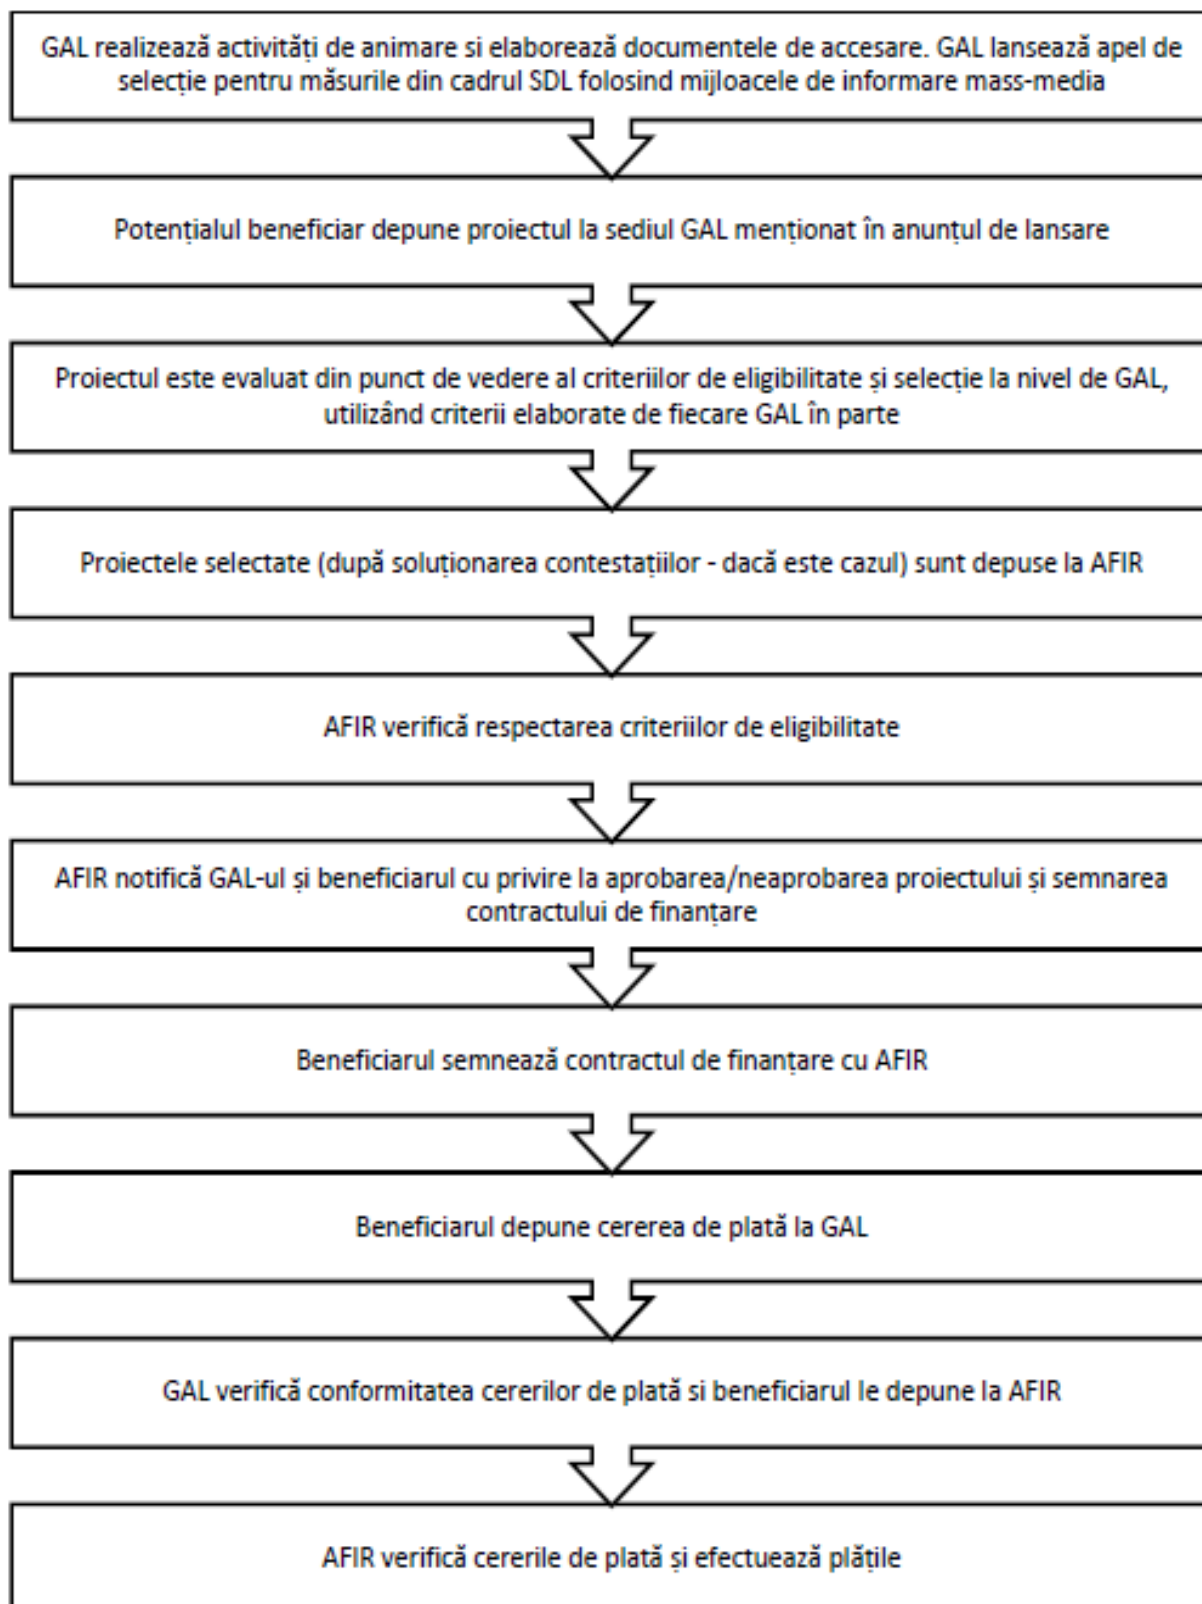 GAL realizează activități de animare si elaborează documentele de accesare. GAL lansează apel de
selecție pentru măsurile din cadrul SDL folosind mijloacele de informare mass-media
Potențialul beneficiar depune proiectul la sediul GAL menționat în anunțul de lansare
Proiectul este evaluat din punct de vedere al criteriilor de eligibilitate și selecție la nivel de GAL,
utilizând criterii elaborate de fiecare GAL în parte
Proiectele selectate (după soluționarea contestațiilor - dacă este cazul) sunt depuse la AFIR
AFIR verifică respectarea criteriilor de eligibilitate
AFIR notifică GAL-ul și beneficiarul cu privire la aprobarea/neaprobarea proiectului și semnarea
contractului de finanțare
Beneficiarul semnează contractul de finanțare cu AFIR
Beneficiarul depune cererea de plată la GAL
GAL verifică conformitatea cererilor de plată si beneficiarul le depune la AFIR
AFIR verifică cererile de plată și efectuează plățile